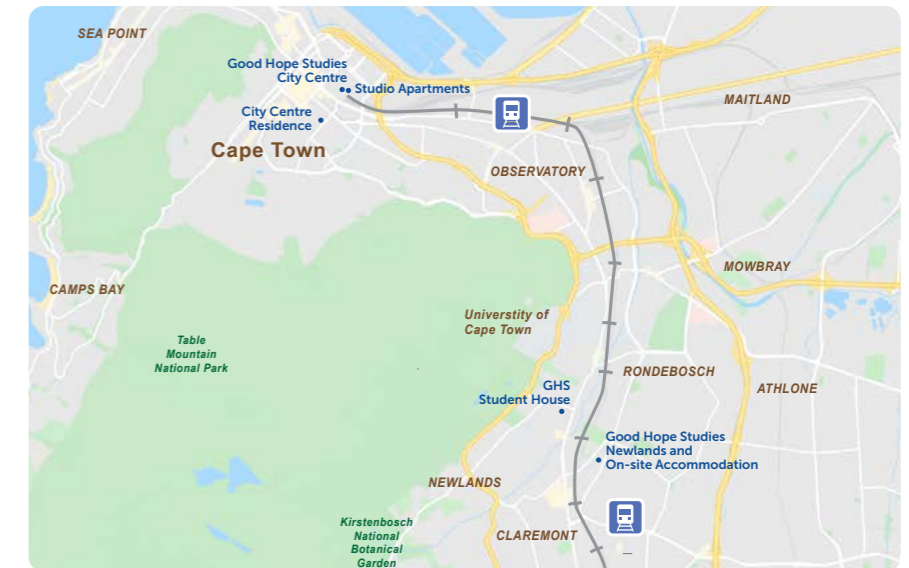 SEA POINT
Good Hope Studies
City Centre
Studio Apartments
City Centre
Residence
Cape Town
MAITLAND
OBSERVATORY
CAMPS BAY
MOWBRAY
Universtity of
Cape Town
Table
Mountain
National Park
RONDEBOSCH
ATHLONE
GHS
Student House
Good Hope Studies
Newlands and
On-site Accommodation
NEWLANDS
Kirstenbosch
National
Botanical
Garden
CLAREMONT